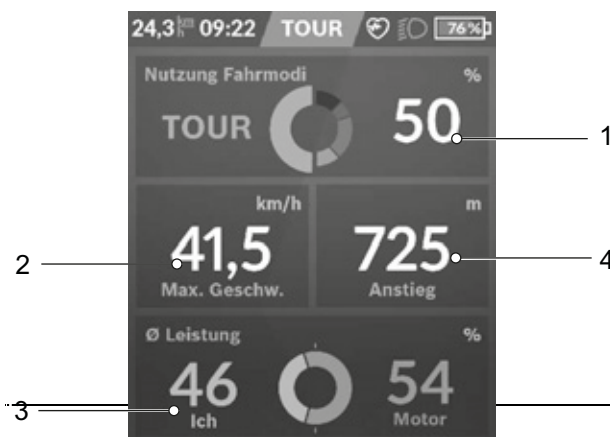 24,3 km/h 09:22 TOUR 76%
Nutzung Fahrmodi %
TOUR 50
1
km/h m
2 41,5 725 4
Max. Geschw. Anstieg
Ø Leistung %
46 54
3 Ich Motor